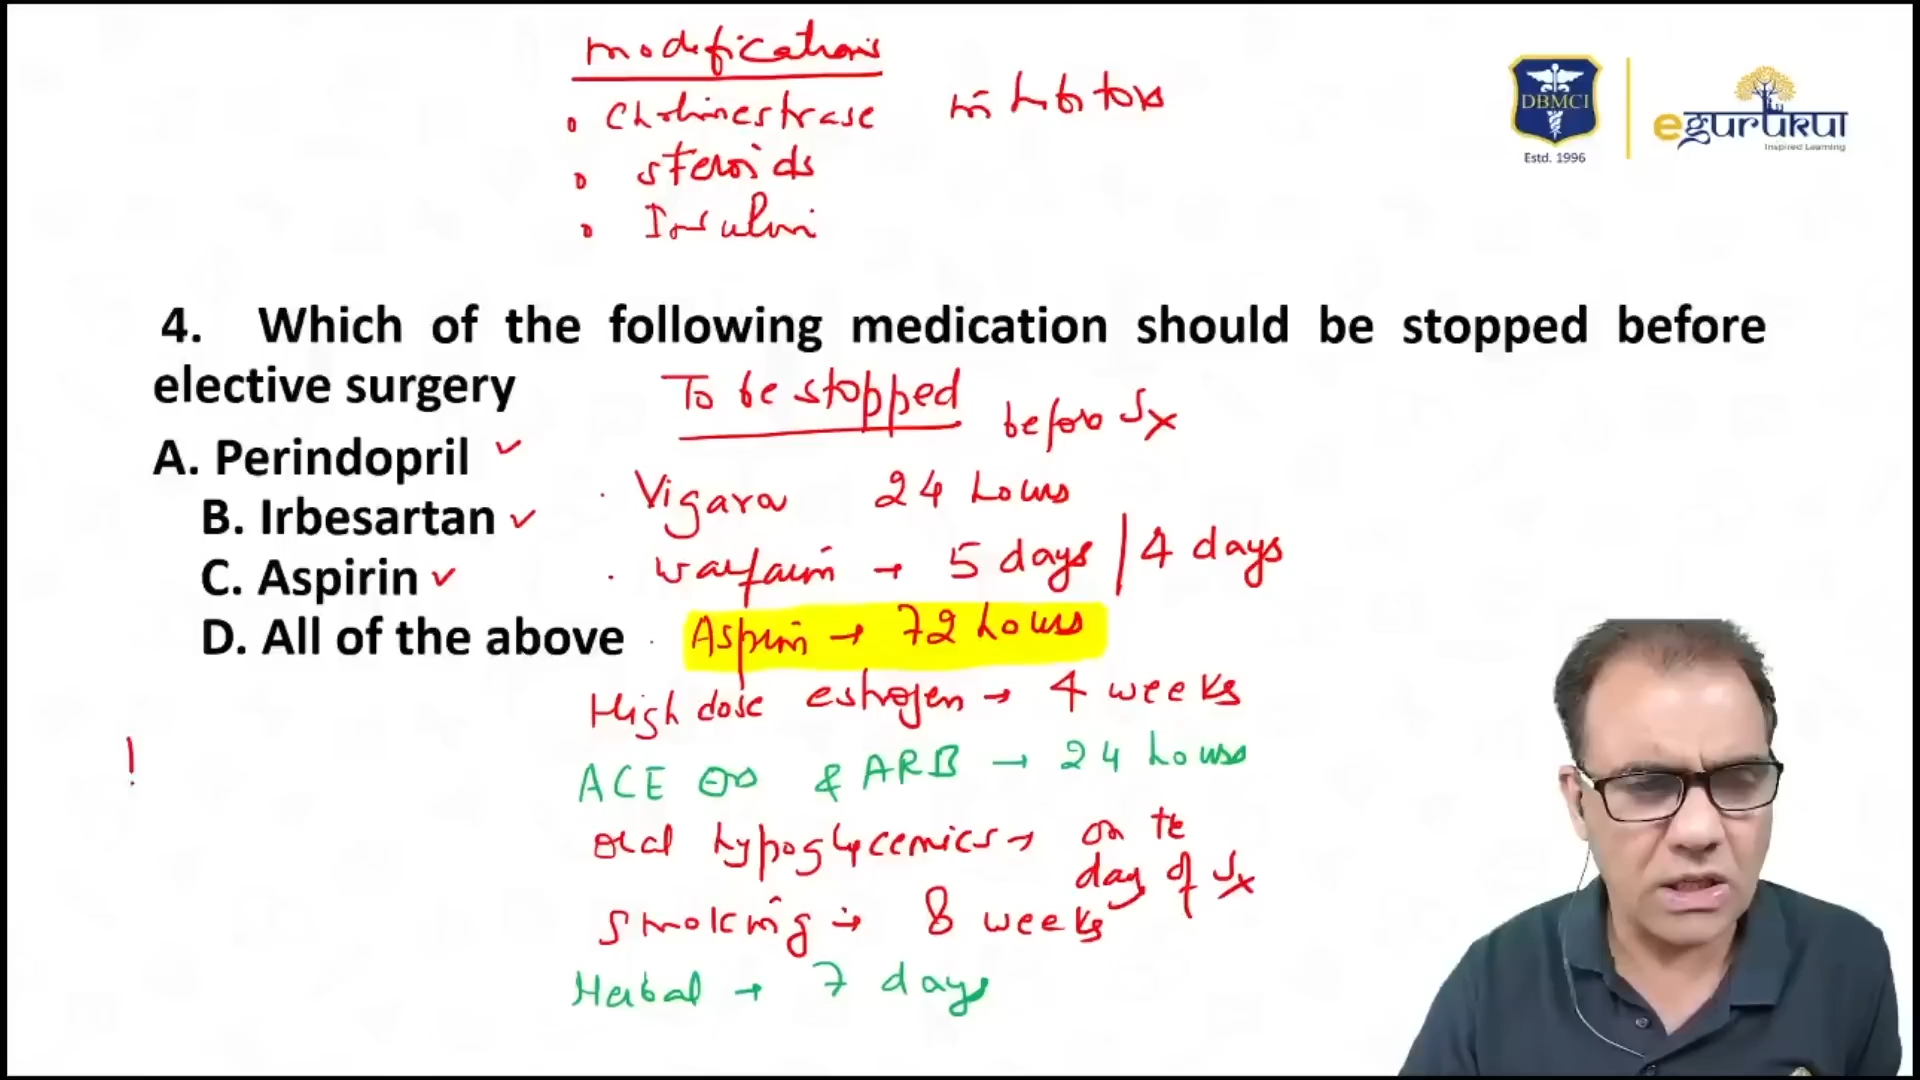 modifications
• Cholinestrase inhibitors
• steroids
• Insulin
DBMCI
Estd. 1996
egurukul
Inspired Learning
4. Which of the following medication should be stopped before
elective surgery
To be stopped before Sx
A. Perindopril ✓
Vigara 24 hours
B. Irbesartan ✓
warfarin → 5 days / 4 days
C. Aspirin ✓
D. All of the above
Aspirin → 72 hours
High dose estrogen → 4 weeks
ACE & ARB → 24 hours
oral hypoglycemics → on the
day of Sx
Smoking → 8 weeks
Herbal → 7 days